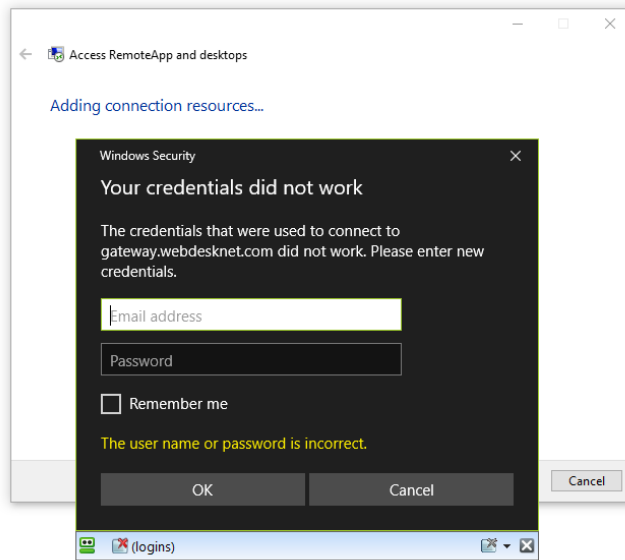 Access RemoteApp and desktops
Adding connection resources...
Windows Security
Your credentials did not work
The credentials that were used to connect to
gateway.webdesknet.com did not work. Please enter new
credentials.
Email address
Password
Remember me
The user name or password is incorrect.
OK
Cancel
Cancel
(logins)